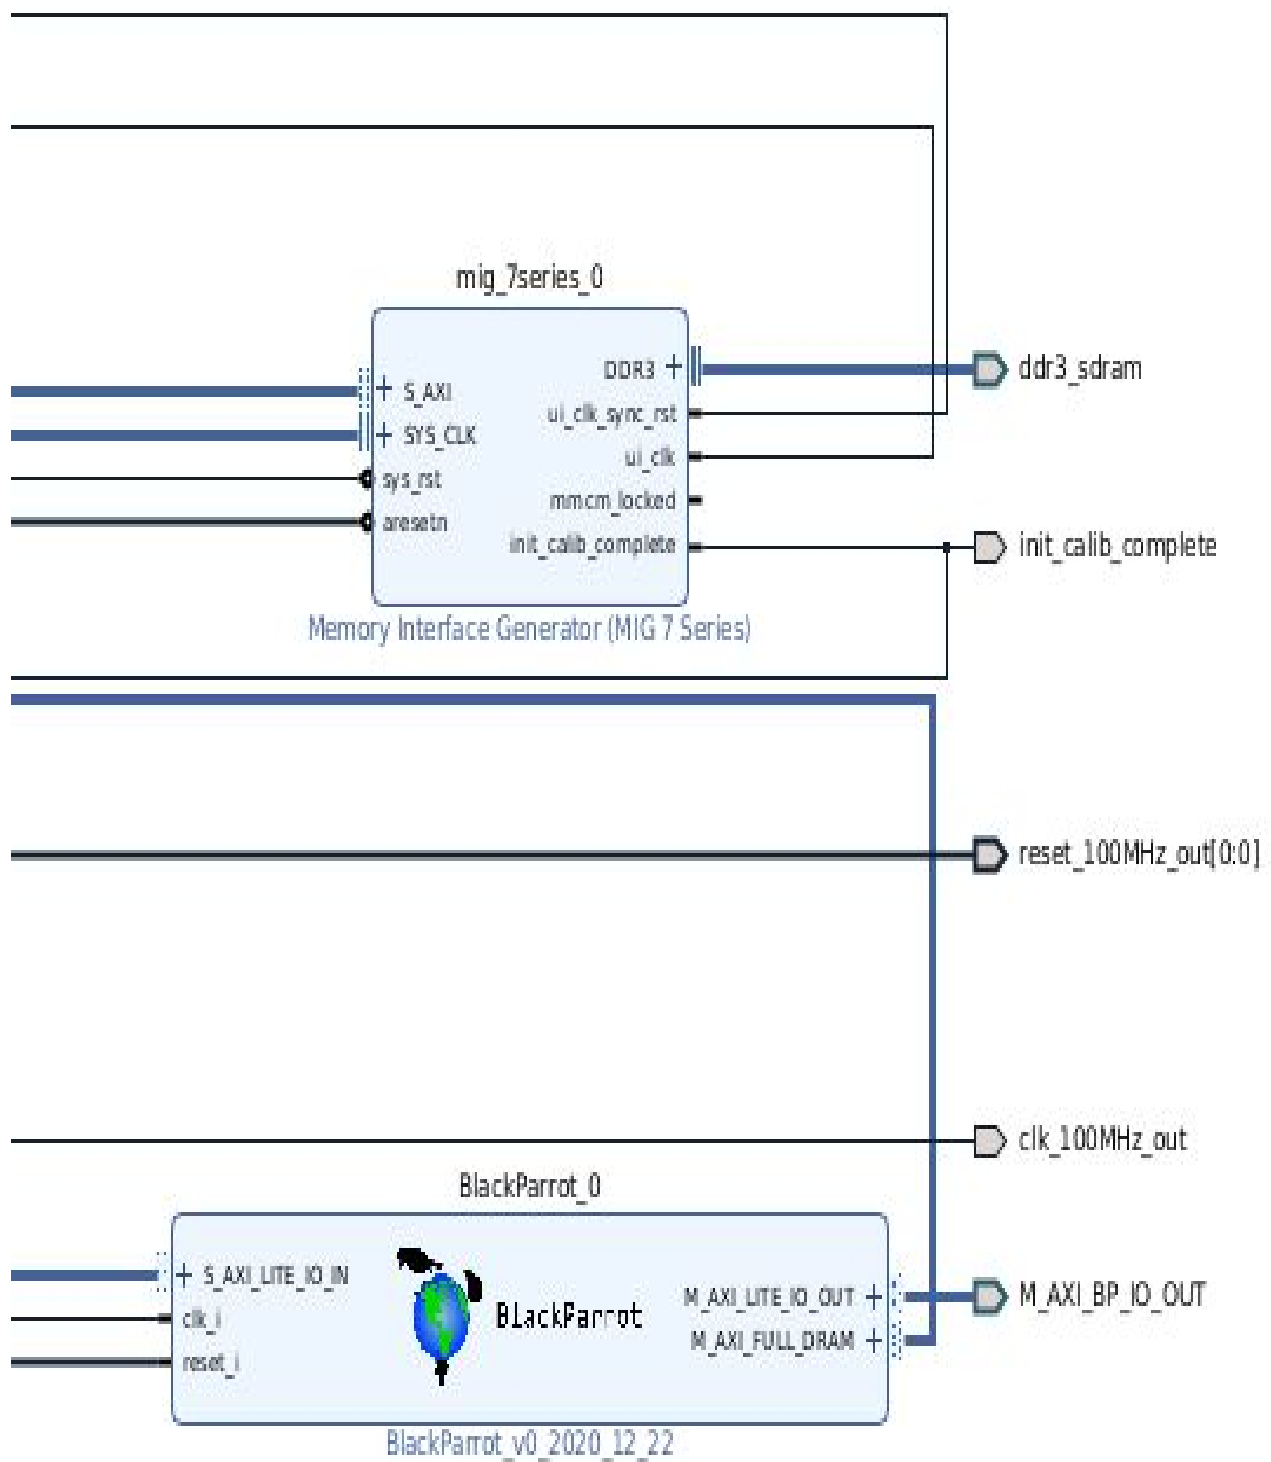 mig_7series_0
DDR3
ddr3_sdram
S_AXI
ui_clk_sync_rst
SYS_CLK
ui_clk
sys_rst
mmcm_locked
aresetn
init_calib_complete
init_calib_complete
Memory Interface Generator (MIG 7 Series)
reset_100MHz_out[0:0]
clk_100MHz_out
BlackParrot_0
S_AXI_LITE_IO_IN
M_AXI_LITE_IO_OUT
M_AXI_BP_IO_OUT
clk_i
BlackParrot
M_AXI_FULL_DRAM
reset_i
BlackParrot_v0_2020_12_22